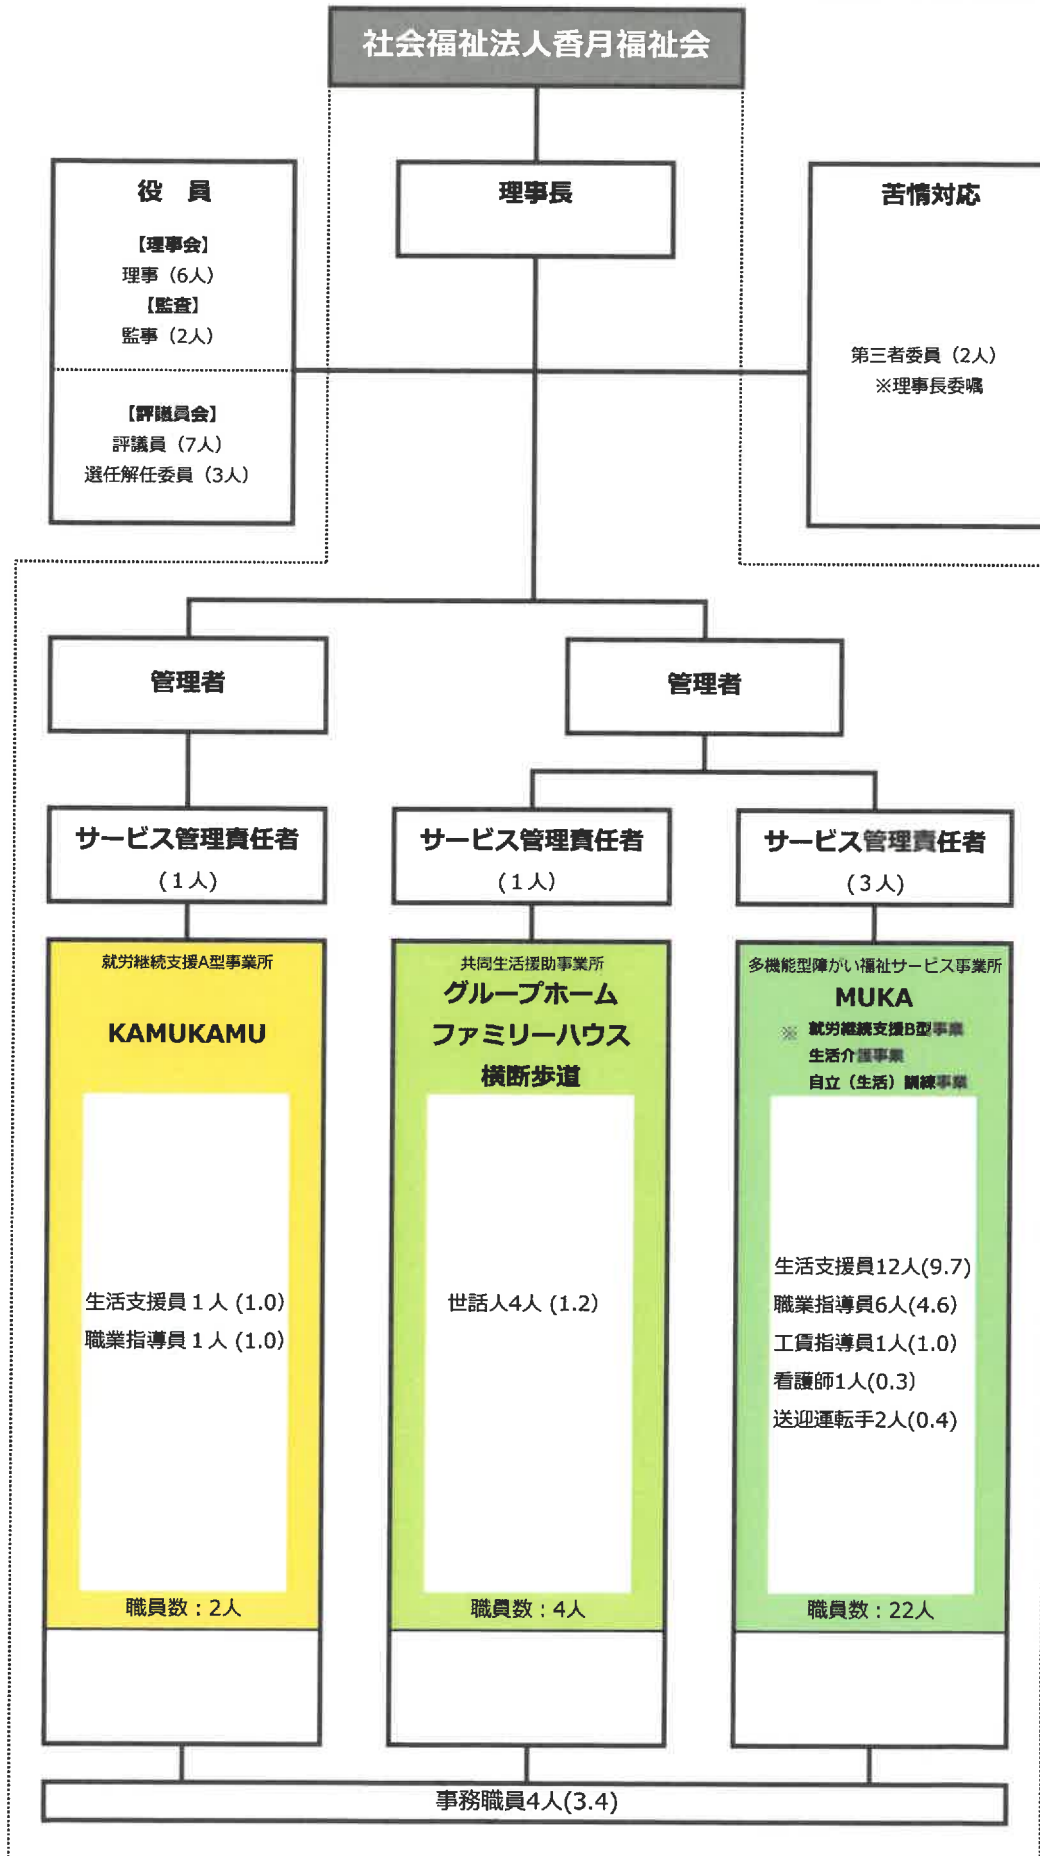 社会福祉法人香月福祉会
役　員
【理事会】
理事（6人）
【監査】
監事（2人）
【評議員会】
評議員（7人）
選任解任委員（3人）
理事長
苦情対応
第三者委員（2人）
※理事長委嘱
管理者
管理者
サービス管理責任者
(１人)
サービス管理責任者
(１人)
サービス管理責任者
(３人)
就労継続支援A型事業所
KAMUKAMU
生活支援員１人 (1.0)
職業指導員１人 (1.0)
職員数：2人
共同生活援助事業所
グループホーム
ファミリーハウス
横断歩道
世話人4人 (1.2)
職員数：4人
多機能型障がい福祉サービス事業所
MUKA
※ 就労継続支援B型事業
生活介護事業
自立（生活）訓練事業
生活支援員12人(9.7)
職業指導員6人(4.6)
工賃指導員1人(1.0)
看護師1人(0.3)
送迎運転手2人(0.4)
職員数：22人
事務職員4人(3.4)